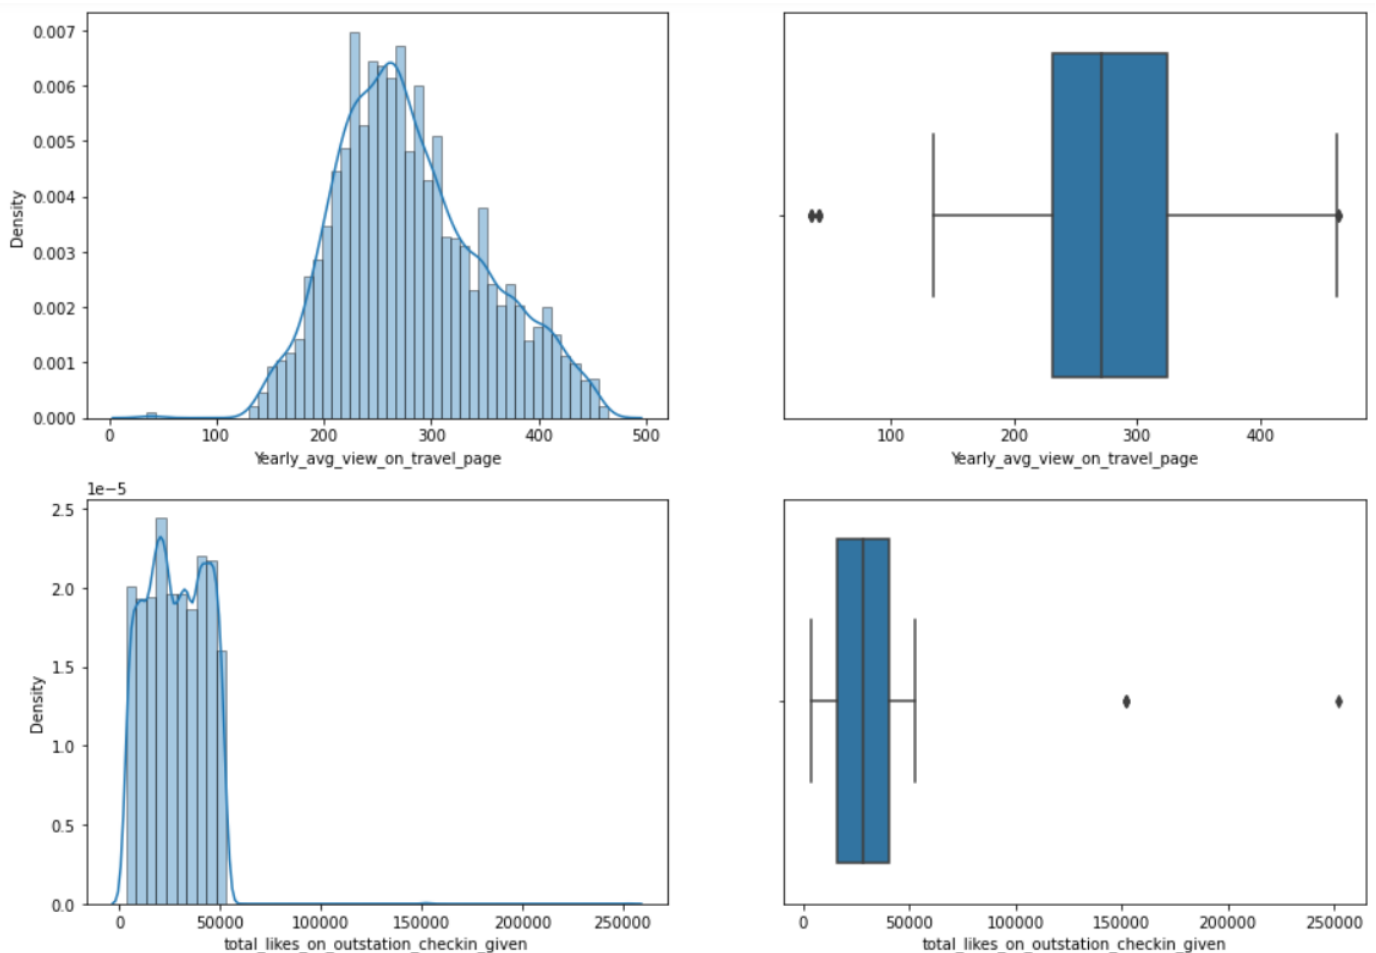 0.007
0.006
0.005
0.004
0.003
0.002
0.001
0.000
Density
0 100 200 300 400 500
Yearly_avg_view_on_travel_page
100 200 300 400
Yearly_avg_view_on_travel_page
1e−5
2.5
2.0
1.5
1.0
0.5
0.0
Density
0 50000 100000 150000 200000 250000
total_likes_on_outstation_checkin_given
0 50000 100000 150000 200000 250000
total_likes_on_outstation_checkin_given